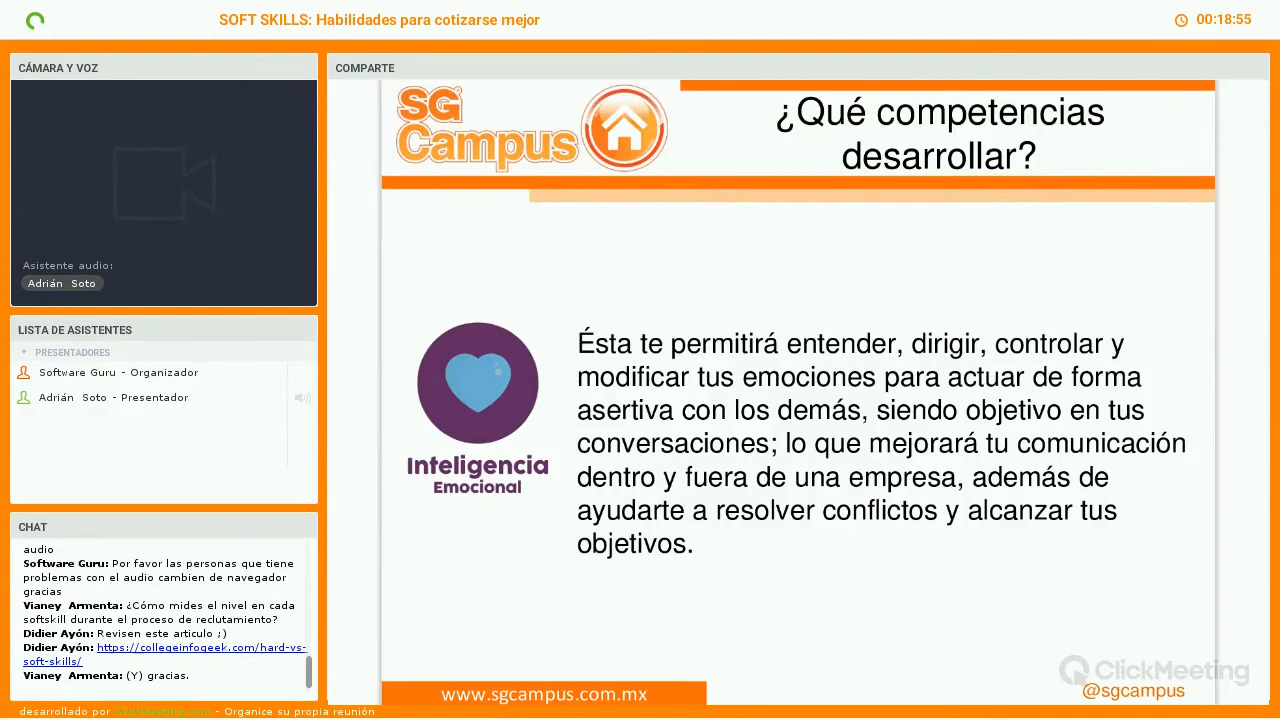 SOFT SKILLS: Habilidades para cotizarse mejor
00:18:55
CÁMARA Y VOZ
Asistente audio:
Adrián Soto
LISTA DE ASISTENTES
PRESENTADORES
Software Guru - Organizador
Adrián Soto - Presentador
CHAT
audio
Software Guru: Por favor las personas que tiene
problemas con el audio cambien de navegador
gracias
Vianey Armenta: ¿Cómo mides el nivel en cada
softskill durante el proceso de reclutamiento?
Didier Ayón: Revisen este articulo ;)
Didier Ayón: https://collegeinfogeek.com/hard-vs-
soft-skills/
Vianey Armenta: (Y) gracias.
desarrollado por ClickMeeting.com - Organice su propia reunión
COMPARTE
SG
Campus
¿Qué competencias
desarrollar?
Inteligencia
Emocional
Ésta te permitirá entender, dirigir, controlar y
modificar tus emociones para actuar de forma
asertiva con los demás, siendo objetivo en tus
conversaciones; lo que mejorará tu comunicación
dentro y fuera de una empresa, además de
ayudarte a resolver conflictos y alcanzar tus
objetivos.
ClickMeeting
www.sgcampus.com.mx
@sgcampus